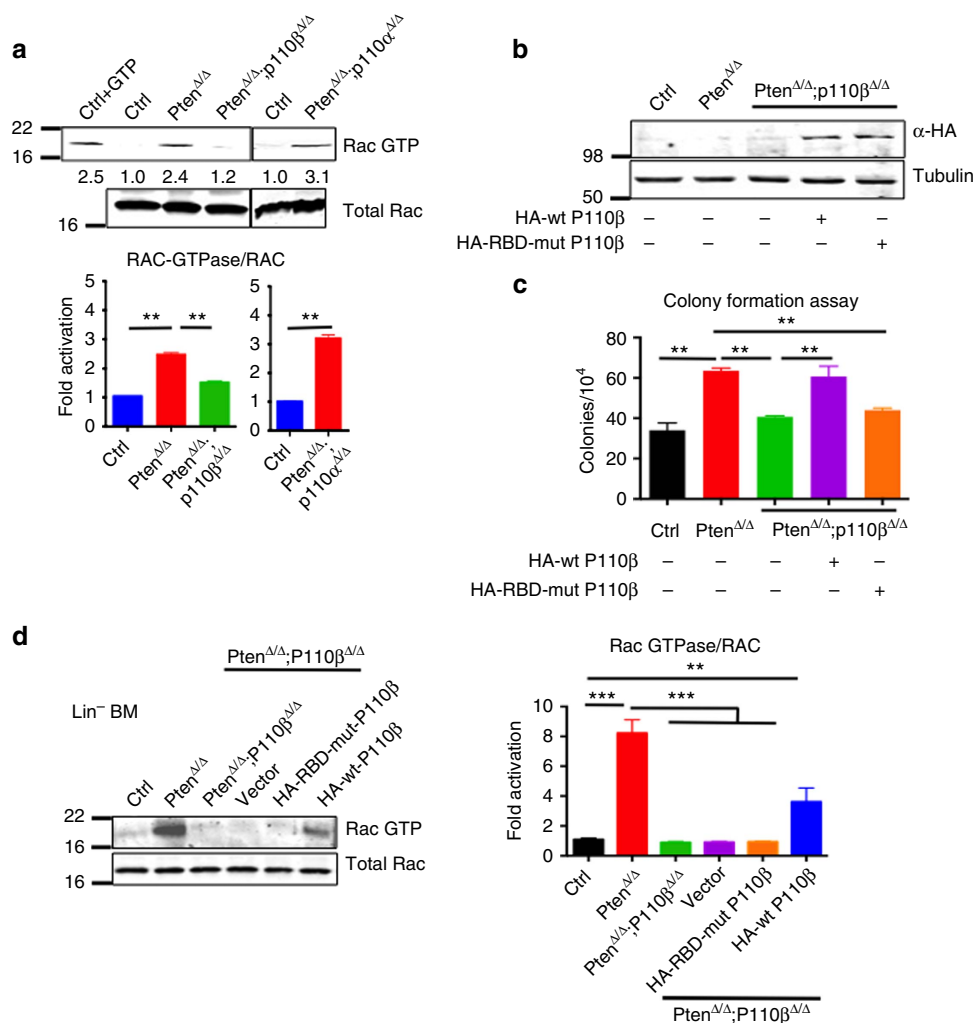 a
Ctrl+GTP
Ctrl
Pten^Δ/Δ
Pten^Δ/Δ;p110β^Δ/Δ
Ctrl
Pten^Δ/Δ;p110α^Δ/Δ
22
16
Rac GTP
2.5 1.0 2.4 1.2 1.0 3.1
16
Total Rac
RAC-GTPase/RAC
Fold activation
5
4
3
2
1
0
** **
Ctrl
Pten^Δ/Δ
Pten^Δ/Δ;
p110β^Δ/Δ
5
4
3
2
1
0
**
Ctrl
Pten^Δ/Δ;
p110α^Δ/Δ
b
Ctrl
Pten^Δ/Δ
Pten^Δ/Δ;p110β^Δ/Δ
α-HA
98
Tubulin
50
HA-wt P110β – – – + –
HA-RBD-mut P110β – – – – +
c
Colony formation assay
**
** ** **
Colonies/10^4
80
60
40
20
0
Ctrl Pten^Δ/Δ Pten^Δ/Δ;p110β^Δ/Δ
HA-wt P110β – – – + –
HA-RBD-mut P110β – – – – +
d
Pten^Δ/Δ;P110β^Δ/Δ
Lin⁻ BM
Ctrl
Pten^Δ/Δ
Pten^Δ/Δ;P110β^Δ/Δ
Vector
HA-RBD-mut-P110β
HA-wt-P110β
22
16
Rac GTP
16
Total Rac
Rac GTPase/RAC
**
*** ***
Fold activation
10
8
6
4
2
0
Ctrl
Pten^Δ/Δ
Pten^Δ/Δ;P110β^Δ/Δ
Vector
HA-RBD-mut P110β
HA-wt P110β
Pten^Δ/Δ;P110β^Δ/Δ